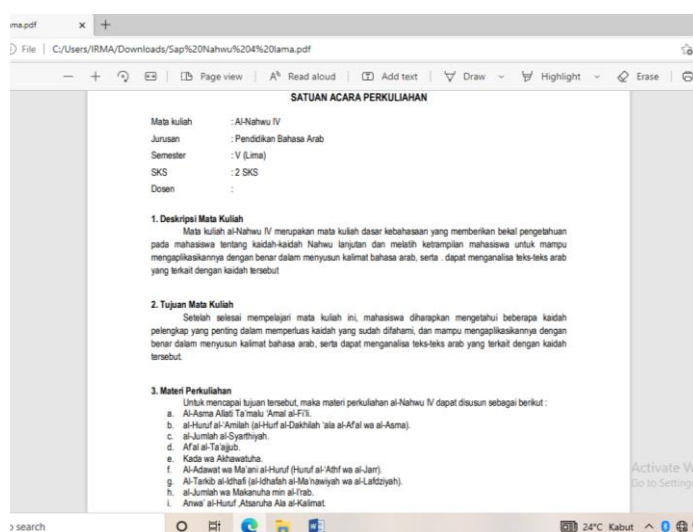 ma.pdf
File | C:/Users/IRMA/Downloads/Sap%20Nahwu%204%20lama.pdf
Page view | Read aloud | Add text | Draw Highlight Erase
SATUAN ACARA PERKULIAHAN
Mata kuliah : Al-Nahwu IV
Jurusan : Pendidikan Bahasa Arab
Semester : V (Lima)
SKS : 2 SKS
Dosen :
1. Deskripsi Mata Kuliah
Mata kuliah al-Nahwu IV merupakan mata kuliah dasar kebahasaan yang memberikan bekal pengetahuan
pada mahasiswa tentang kaidah-kaidah Nahwu lanjutan dan melatih ketrampilan mahasiswa untuk mampu
mengaplikasikannya dengan benar dalam menyusun kalimat bahasa arab, serta . dapat menganalisa teks-teks arab
yang terkait dengan kaidah tersebut
2. Tujuan Mata Kuliah
Setelah selesai mempelajari mata kuliah ini, mahasiswa diharapkan mengetahui beberapa kaidah
pelengkap yang penting dalam memperluas kaidah yang sudah difahami, dan mampu mengaplikasikannya dengan
benar dalam menyusun kalimat bahasa arab, serta dapat menganalisa teks-teks arab yang terkait dengan kaidah
tersebut.
3. Materi Perkuliahan
Untuk mencapai tujuan tersebut, maka materi perkuliahan al-Nahwu IV dapat disusun sebagai berikut :
a. Al-Asma Allati Ta'malu 'Amal al-Fi'li.
b. al-Huruf al-'Amilah (al-Hurf al-Dakhilah 'ala al-Af'al wa al-Asma).
c. al-Jumlah al-Syarthiyah.
d. Af'al al-Ta'ajjub.
e. Kada wa Akhawatuha.
f. Al-Adawat wa Ma'ani al-Huruf (Huruf al-'Athf wa al-Jarr).
g. Al-Tarkib al-Idhafi (al-Idhafah al-Ma'nawiyah wa al-Lafdziyah).
h. al-Jumlah wa Makanuha min al-I'rab.
i. Anwa' al-Huruf ,Atsaruha Ala al-Kalimat.
Activate W
Go to Setting
o search
24°C Kabut